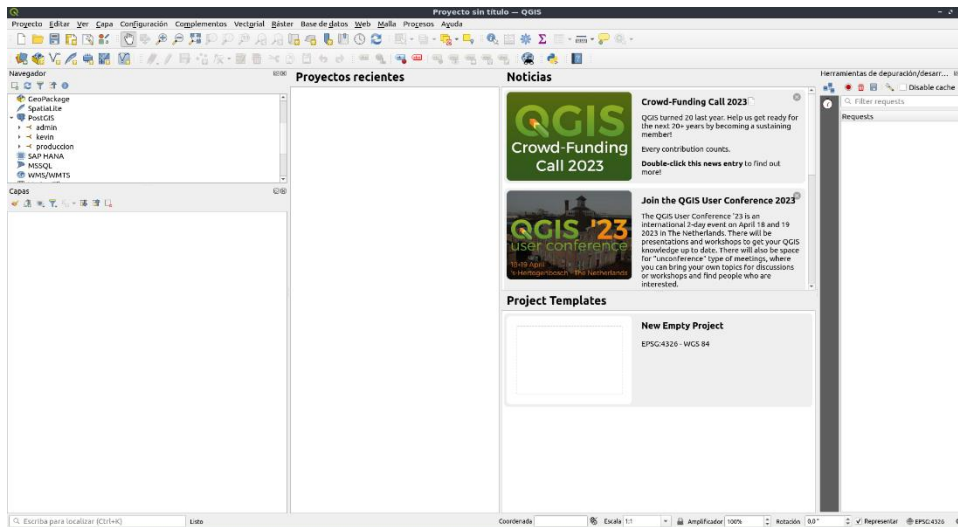 Proyecto sin título — QGIS
Proyecto Editar Ver Capa Configuración Complementos Vectorial Ráster Base de datos Web Malla Procesos Ayuda
Navegador
GeoPackage
SpatiaLite
PostGIS
admin
kevin
produccion
SAP HANA
MSSQL
WMS/WMTS
Capas
Proyectos recientes
Noticias
QGIS
Crowd-Funding
Call 2023
Crowd-Funding Call 2023
QGIS turned 20 last year. Help us get ready for
the next 20+ years by becoming a sustaining
member!
Every contribution counts.
Double-click this news entry to find out
more!
QGIS '23
user conference
18-19 April
's-Hertogenbosch - The Netherlands
Join the QGIS User Conference 2023
The QGIS User Conference '23 is an
international 2-day event on April 18 and 19
2023 in The Netherlands. There will be
presentations and workshops to get your QGIS
knowledge up to date. There will also be space
for "unconference" type of meetings, where
you can bring your own topics for discussions
or workshops and find people who are
interested.
Project Templates
New Empty Project
EPSG:4326 - WGS 84
Herramientas de depuración/desarr...
Disable cache
Filter requests
Requests
Escriba para localizar (Ctrl+K)
Listo
Coordenada
Escala 1:1
Amplificador 100%
Rotación 0,0 °
Representar
EPSG:4326